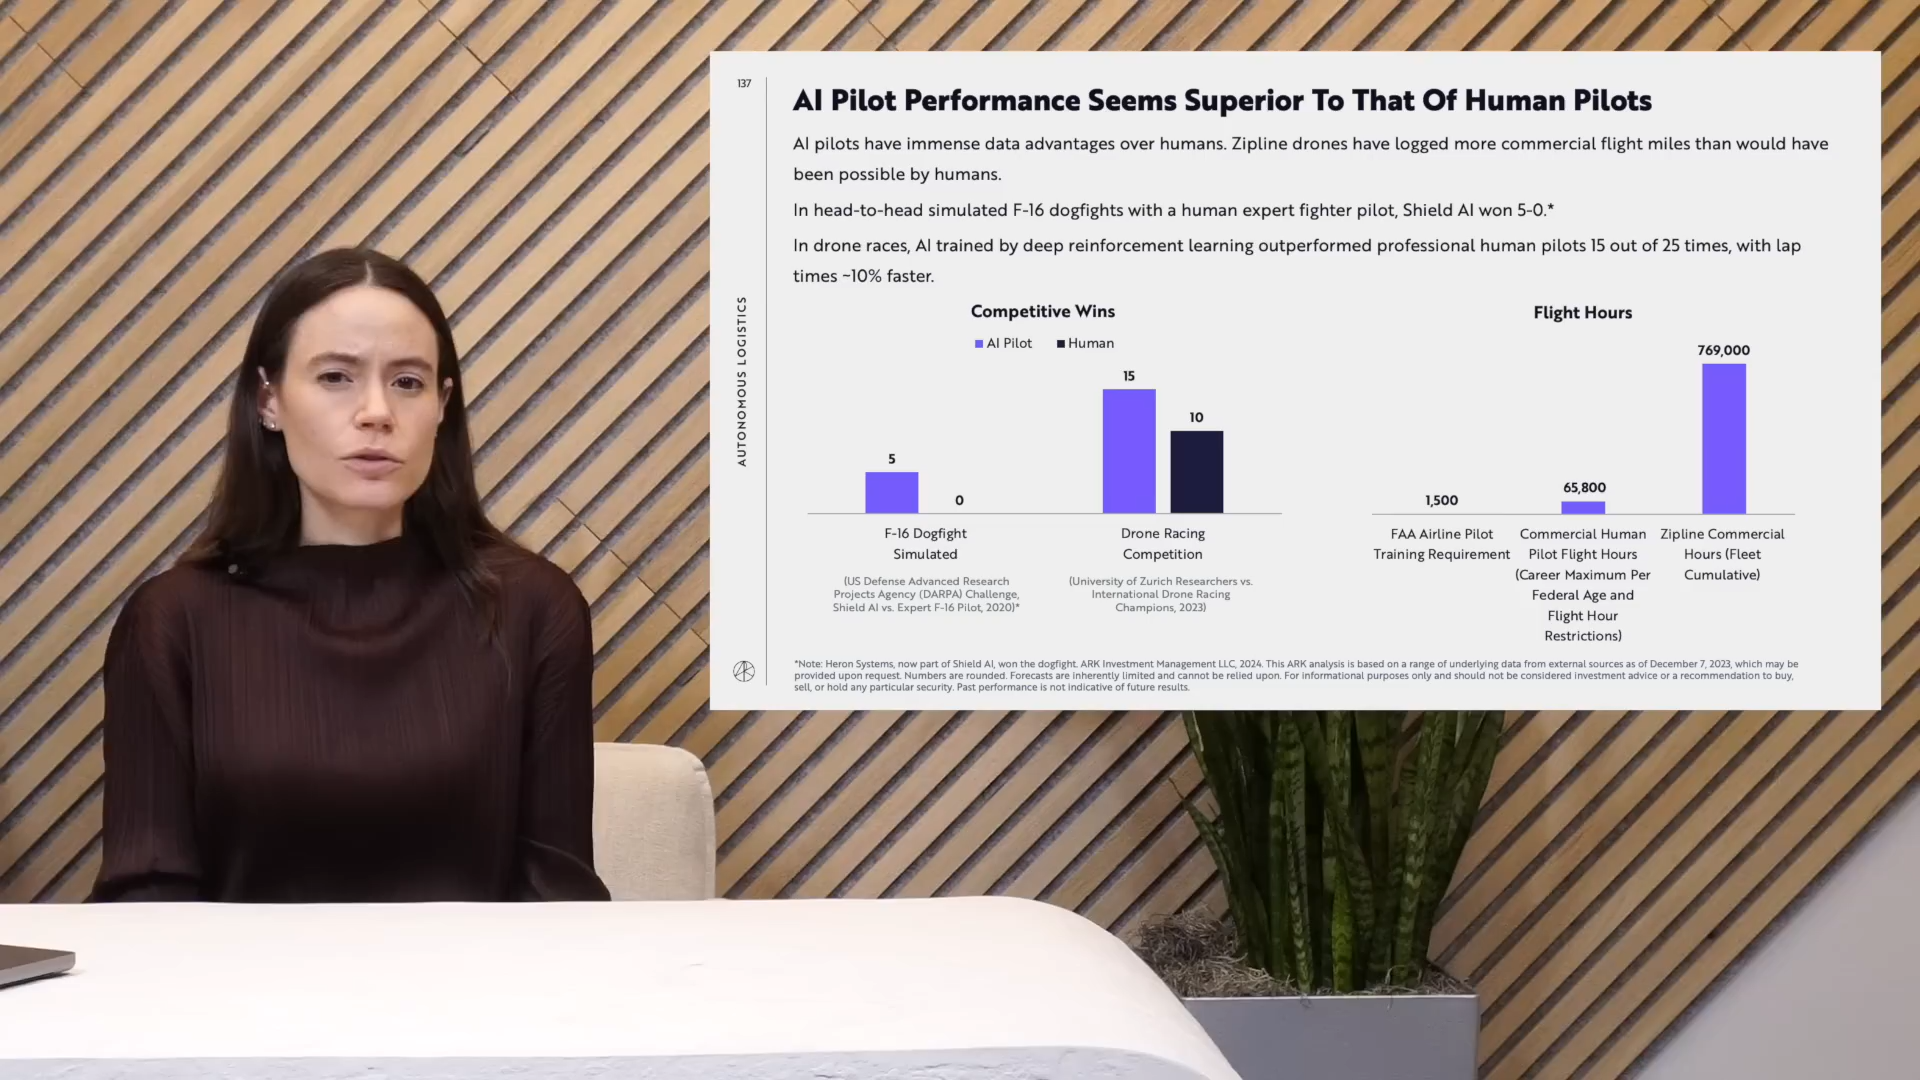 137
AI Pilot Performance Seems Superior To That Of Human Pilots
AI pilots have immense data advantages over humans. Zipline drones have logged more commercial flight miles than would have
been possible by humans.
In head-to-head simulated F-16 dogfights with a human expert fighter pilot, Shield AI won 5-0.*
In drone races, AI trained by deep reinforcement learning outperformed professional human pilots 15 out of 25 times, with lap
times ~10% faster.
AUTONOMOUS LOGISTICS
Competitive Wins
AI Pilot Human
5
0
15
10
F-16 Dogfight
Simulated
(US Defense Advanced Research
Projects Agency (DARPA) Challenge,
Shield AI vs. Expert F-16 Pilot, 2020)*
Drone Racing
Competition
(University of Zurich Researchers vs.
International Drone Racing
Champions, 2023)
Flight Hours
1,500
65,800
769,000
FAA Airline Pilot
Training Requirement
Commercial Human
Pilot Flight Hours
(Career Maximum Per
Federal Age and
Flight Hour
Restrictions)
Zipline Commercial
Hours (Fleet
Cumulative)
*Note: Heron Systems, now part of Shield AI, won the dogfight. ARK Investment Management LLC, 2024. This ARK analysis is based on a range of underlying data from external sources as of December 7, 2023, which may be
provided upon request. Numbers are rounded. Forecasts are inherently limited and cannot be relied upon. For informational purposes only and should not be considered investment advice or a recommendation to buy,
sell, or hold any particular security. Past performance is not indicative of future results.